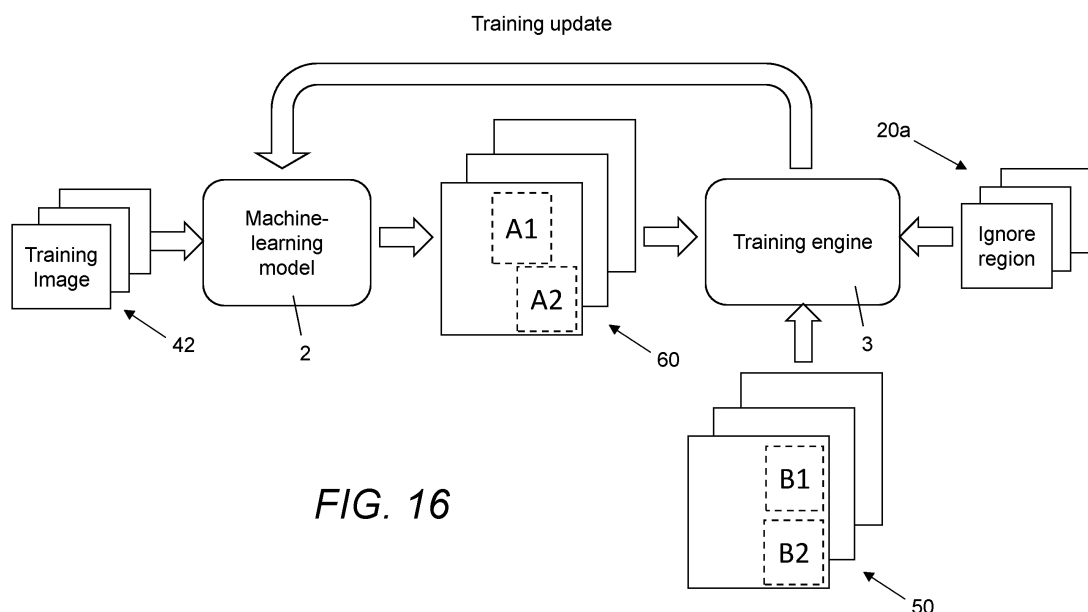 Training update
20a
Training
Image
42
Machine-
learning
model
2
A1
A2
60
Training engine
3
Ignore
region
B1
B2
50
FIG. 16